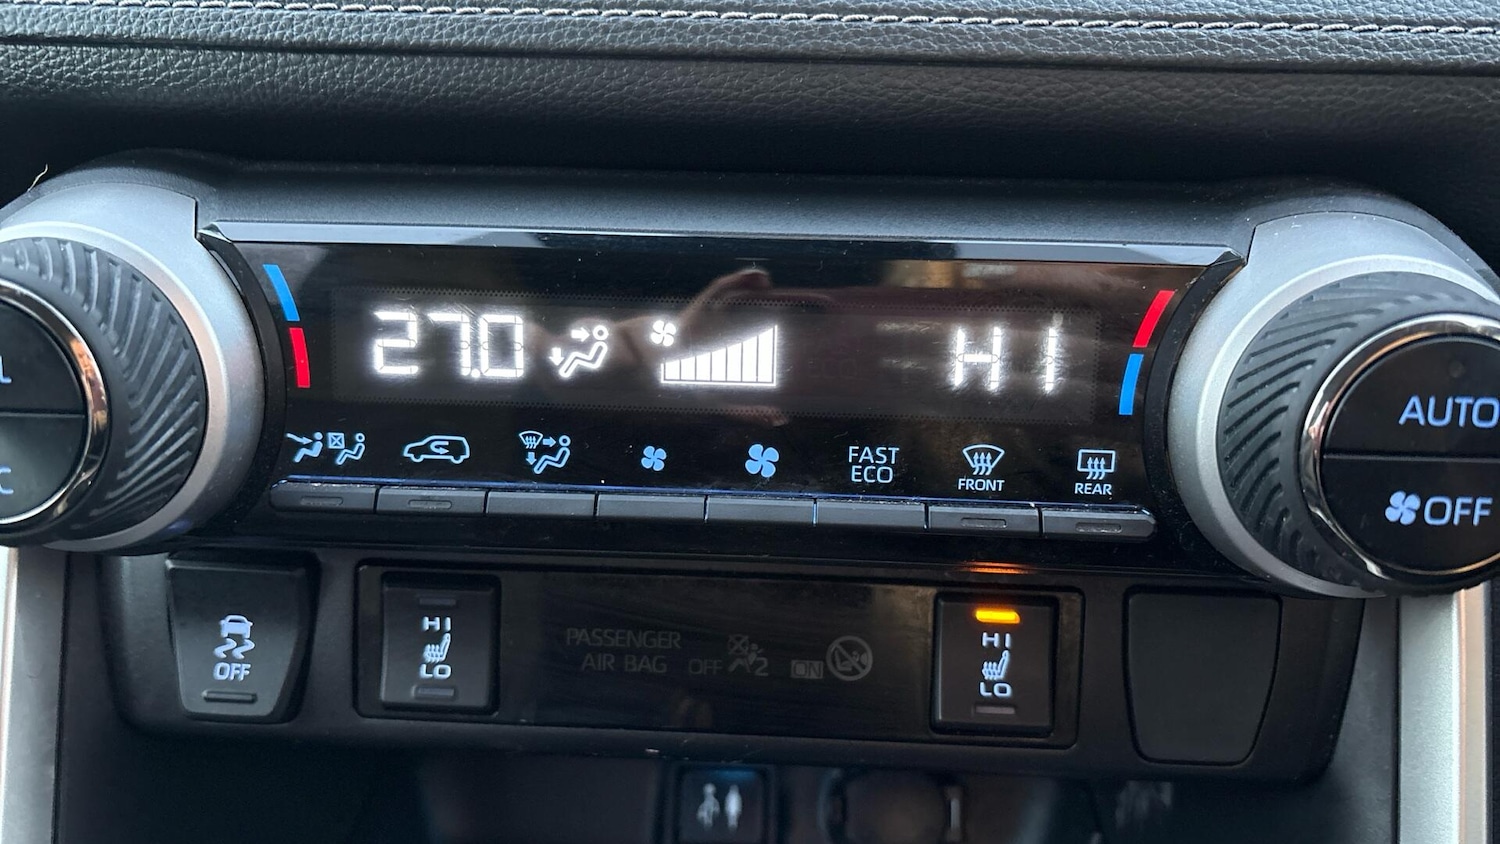 27.0 HI
AUTO
FAST
ECO
FRONT
REAR
OFF
HI
LO
OFF
PASSENGER
AIR BAG OFF 2 ON
HI
LO